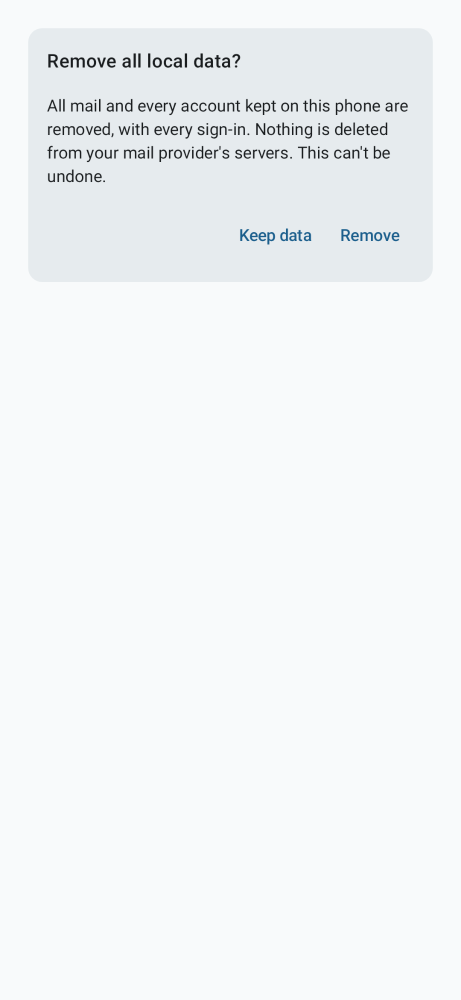 Remove all local data?
All mail and every account kept on this phone are
removed, with every sign-in. Nothing is deleted
from your mail provider's servers. This can't be
undone.
Keep data Remove